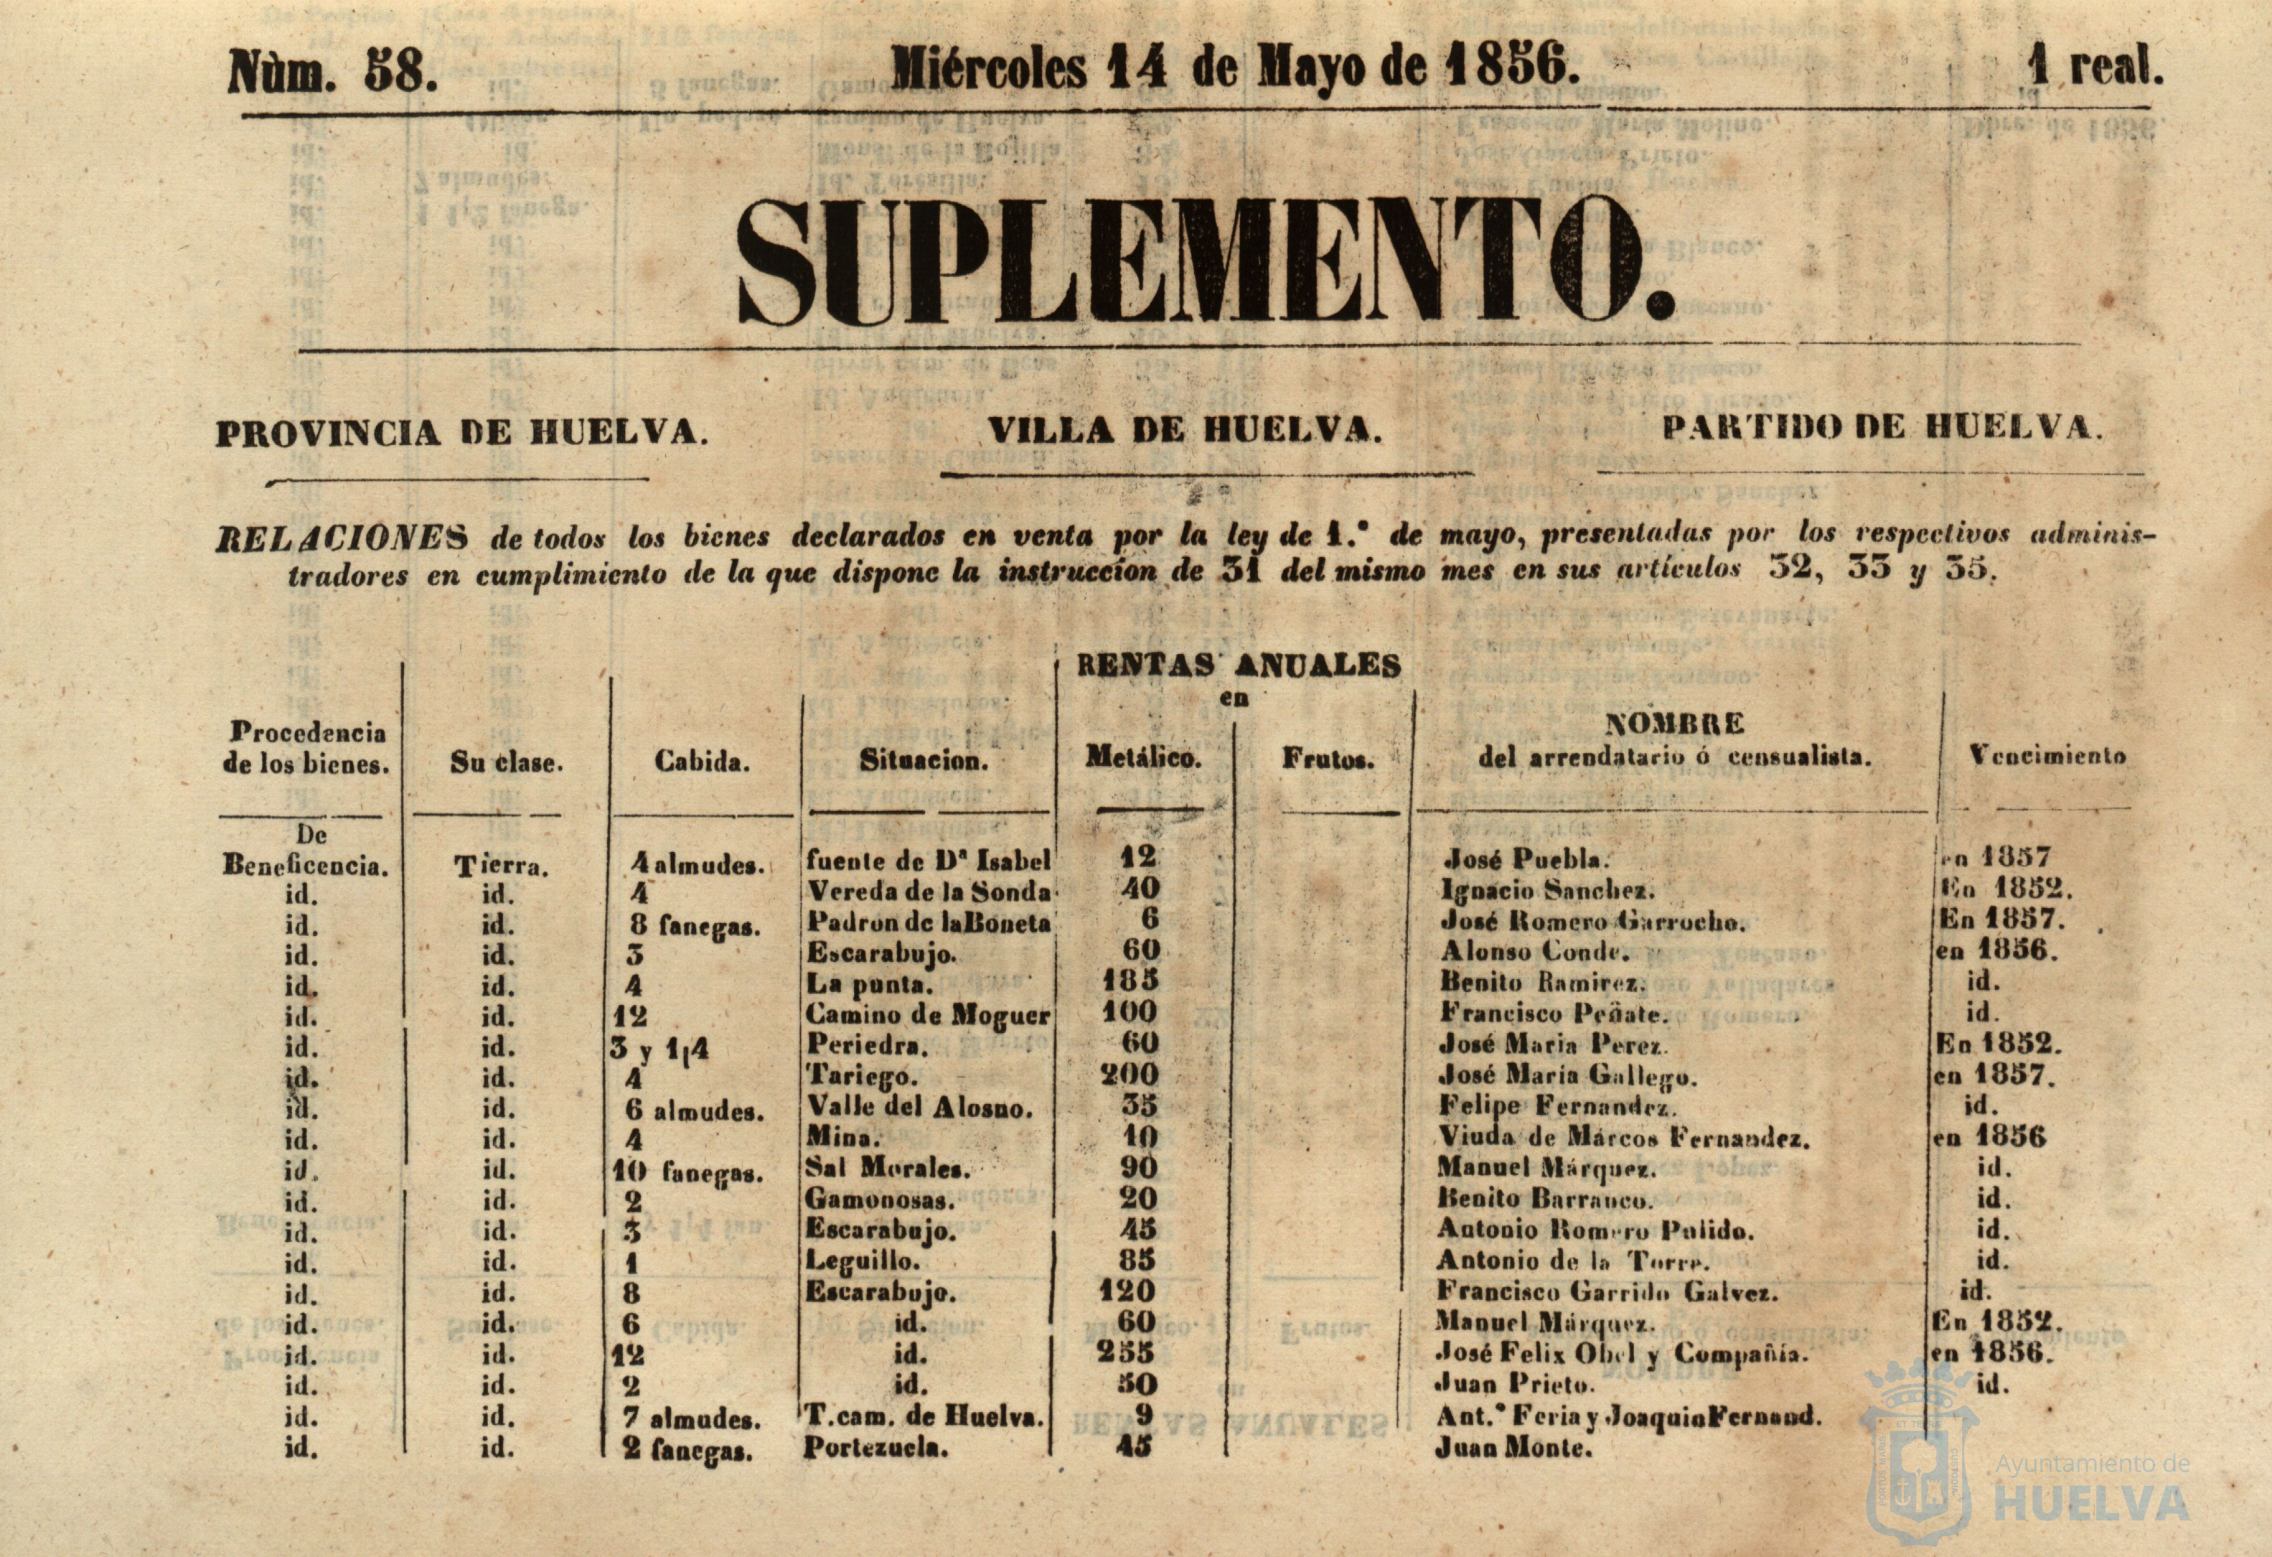 Nùm. 58. Miércoles 14 de Mayo de 1856. 1 real.
SUPLEMENTO.
PROVINCIA DE HUELVA. VILLA DE HUELVA. PARTIDO DE HUELVA.
RELACIONES de todos los bienes declarados en venta por la ley de 1.º de mayo, presentadas por los respectivos adminis-
tradores en cumplimiento de la que dispone la instruccíon de 31 del mismo mes en sus artículos 32, 33 y 35.
RENTAS ANUALES
en
Procedencia
de los bienes. Su clase. Cabida. Situacion. Metálico. Frutos. NOMBRE
del arrendatario ó censualista. Vencimiento
De
Beneficencia. Tierra. 4 almudes. fuente de Dª Isabel 12 José Puebla. en 1857
id. id. 4 Vereda de la Sonda 40 Ignacio Sanchez. En 1852.
id. id. 8 fanegas. Padron de laBoneta 6 José Romero Garrocho. En 1857.
id. id. 3 Escarabujo. 60 Alonso Conde. en 1856.
id. id. 4 La punta. 185 Benito Ramirez. id.
id. id. 12 Camino de Moguer 100 Francisco Peñate. id.
id. id. 3 y 1¡4 Periedra. 60 José Maria Perez. En 1852.
id. id. 4 Tariego. 200 José María Gallego. en 1857.
id. id. 6 almudes. Valle del Alosno. 35 Felipe Fernandez. id.
id. id. 4 Mina. 10 Viuda de Márcos Fernandez. en 1856
id. id. 10 fanegas. Sal Morales. 90 Manuel Márquez. id.
id. id. 2 Gamonosas. 20 Benito Barranco. id.
id. id. 3 Escarabujo. 45 Antonio Romero Pulido. id.
id. id. 1 Leguillo. 85 Antonio de la Torre. id.
id. id. 8 Escarabujo. 120 Francisco Garrido Galvez. id.
id. id. 6 id. 60 Manuel Márquez. En 1852.
id. id. 12 id. 255 José Felix Obel y Compañía. en 1856.
id. id. 2 id. 50 Juan Prieto. id.
id. id. 7 almudes. T.cam. de Huelva. 9 Ant.º Feria y JoaquinFernand.
id. id. 2 fanegas. Portezuela. 45 Juan Monte.
Ayuntamiento de
HUELVA